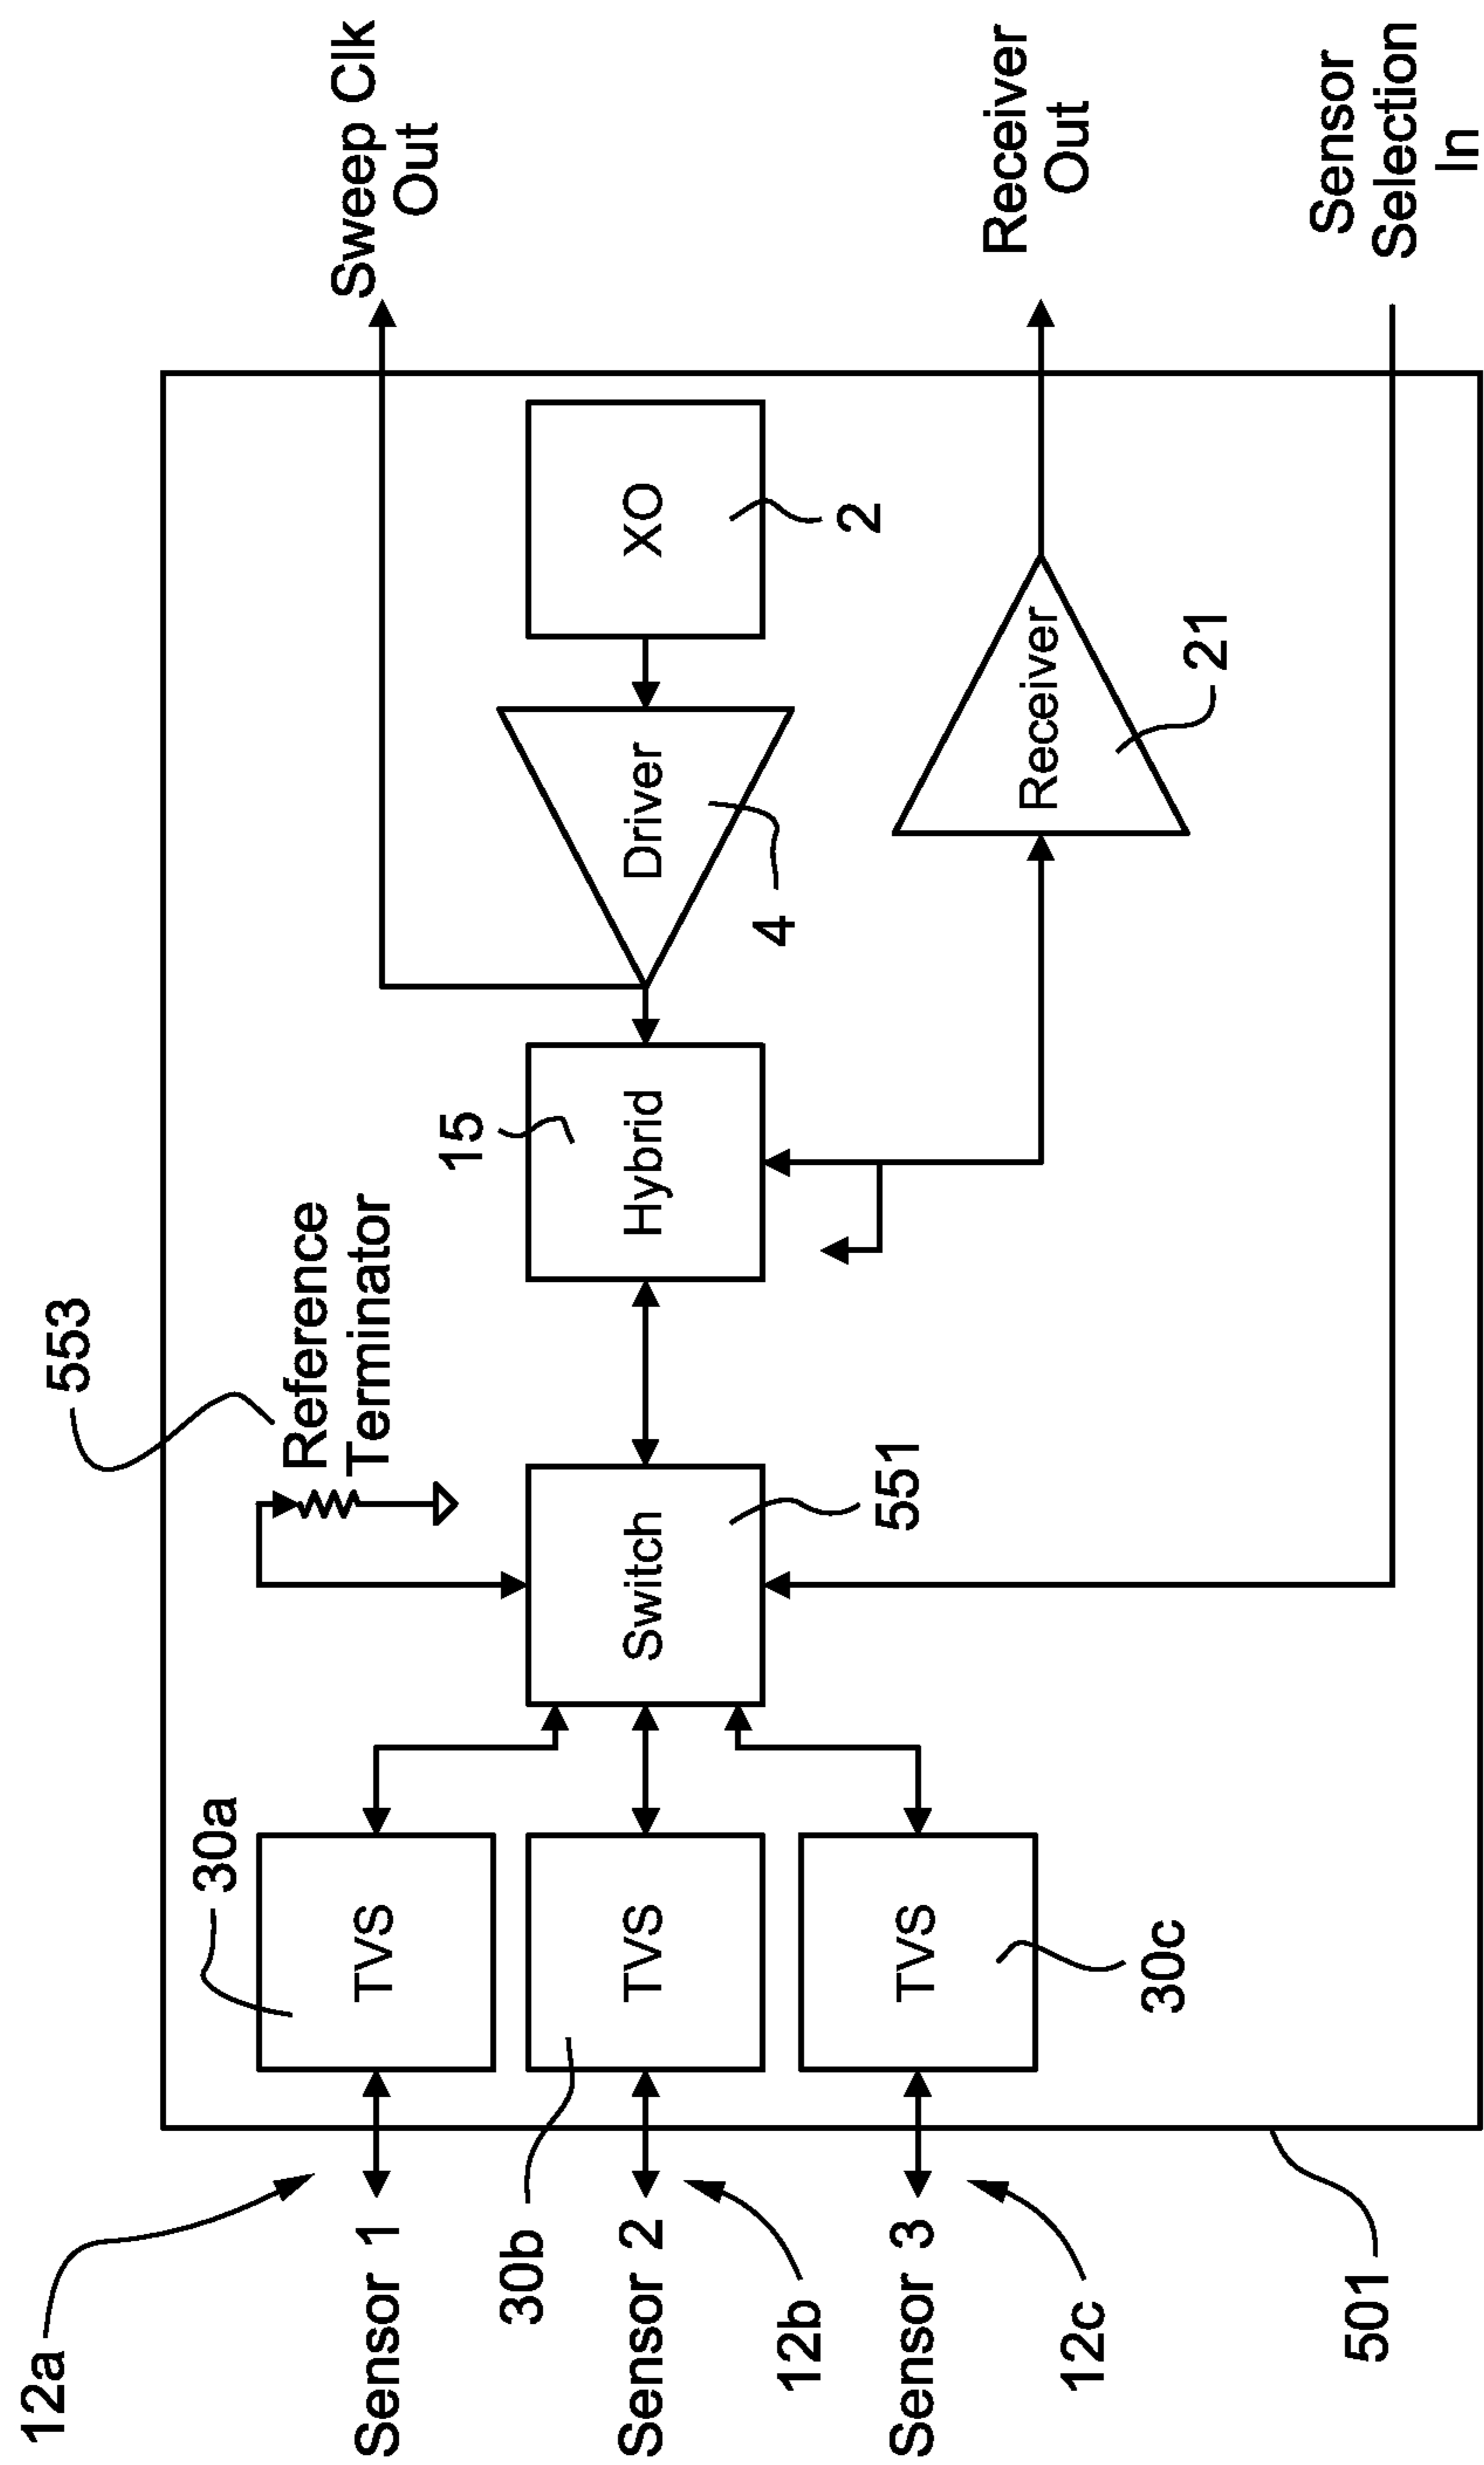 12a
Sensor 1
30a
TVS
553
Reference
Terminator
Sweep Clk
Out
Sensor 2
30b
12b
TVS
Switch
551
15
Hybrid
Driver
4
XO
2
Sensor 3
12c
TVS
30c
Receiver
21
Receiver
Out
501
Sensor
Selection
In